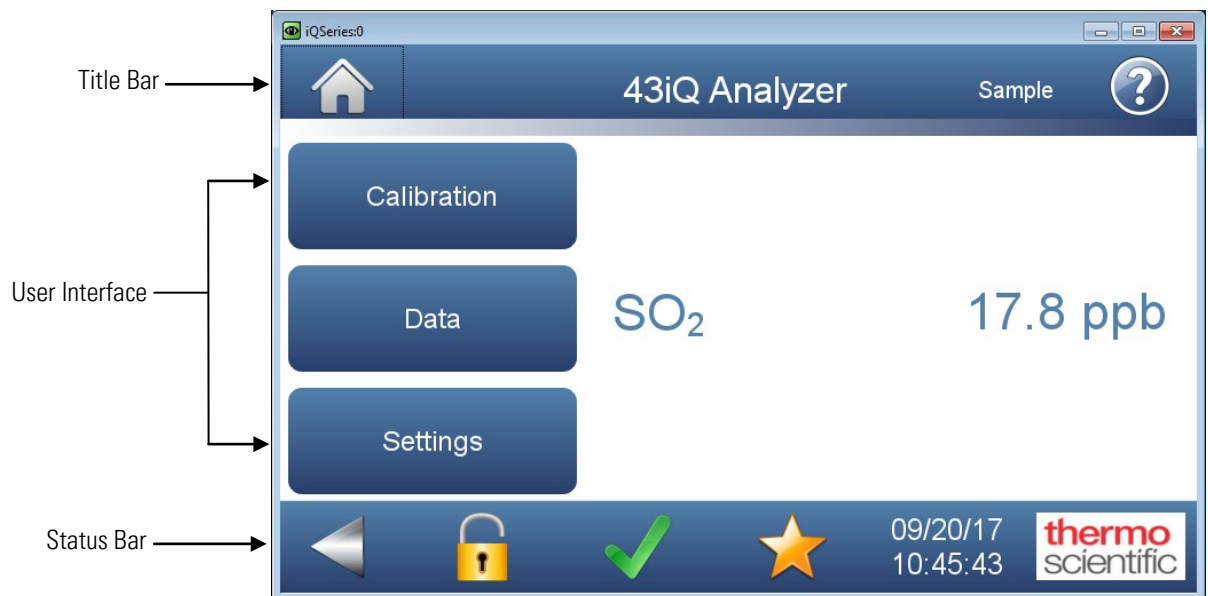 iQSeries:0
Title Bar
43iQ Analyzer
Sample
?
Calibration
User Interface
Data
SO₂
17.8 ppb
Settings
Status Bar
09/20/17
10:45:43
thermo
scientific